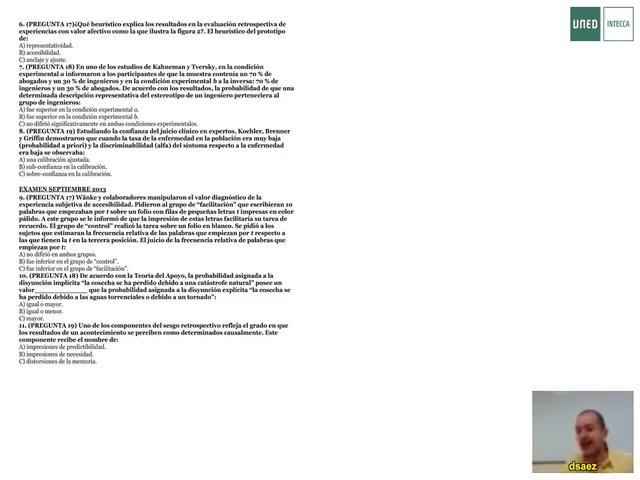 6. (PREGUNTA 17)¿Qué heurístico explica los resultados en la evaluación retrospectiva de
experiencias con valor afectivo como la que ilustra la figura 2?. El heurístico del prototipo
de:
A) representatividad.
B) accesibilidad.
C) anclaje y ajuste.
7. (PREGUNTA 18) En uno de los estudios de Kahneman y Tversky, en la condición
experimental a informaron a los participantes de que la muestra contenía un 70 % de
abogados y un 30 % de ingenieros y en la condición experimental b a la inversa: 70 % de
ingenieros y un 30% de abogados. De acuerdo con los resultados, la probabilidad de que una
determinada descripción representativa del estereotipo de un ingeniero perteneciera al
grupo de ingenieros:
A) fue superior en la condición experimental a.
B) fue superior en la condición experimental b.
C) no difirió significativamente en ambas condiciones experimentales.
8. (PREGUNTA 19) Estudiando la confianza del juicio clínico en expertos, Koehler, Brenner
y Griffin demostraron que cuando la tasa de la enfermedad en la población era muy baja
(probabilidad a priori) y la discriminabilidad (alfa) del síntoma respecto a la enfermedad
era baja se observaba:
A) una calibración ajustada.
B) sub-confianza en la calibración.
C) sobre-confianza en la calibración.
EXAMEN SEPTIEMBRE 2013
9. (PREGUNTA 17) Wänke y colaboradores manipularon el valor diagnóstico de la
experiencia subjetiva de accesibilidad. Pidieron al grupo de "facilitación" que escribieran 10
palabras que empezaban por t sobre un folio con filas de pequeñas letras t impresas en color
pálido. A este grupo se le informó de que la impresión de estas letras facilitaría su tarea de
recuerdo. El grupo de "control" realizó la tarea sobre un folio en blanco. Se pidió a los
sujetos que estimaran la frecuencia relativa de las palabras que empiezan por t respecto a
las que tienen la t en la tercera posición. El juicio de la frecuencia relativa de palabras que
empiezan por t:
A) no difirió en ambos grupos.
B) fue inferior en el grupo de "control".
C) fue inferior en el grupo de "facilitación".
10. (PREGUNTA 18) De acuerdo con la Teoría del Apoyo, la probabilidad asignada a la
disyunción implícita "la cosecha se ha perdido debido a una catástrofe natural" posee un
valor______________ que la probabilidad asignada a la disyunción explícita "la cosecha se
ha perdido debido a las aguas torrenciales o debido a un tornado":
A) igual o mayor.
B) igual o menor.
C) mayor.
11. (PREGUNTA 19) Uno de los componentes del sesgo retrospectivo refleja el grado en que
los resultados de un acontecimiento se perciben como determinados causalmente. Este
componente recibe el nombre de:
A) impresiones de predictibilidad.
B) impresiones de necesidad.
C) distorsiones de la memoria.
UNED
INTECCA
dsaez